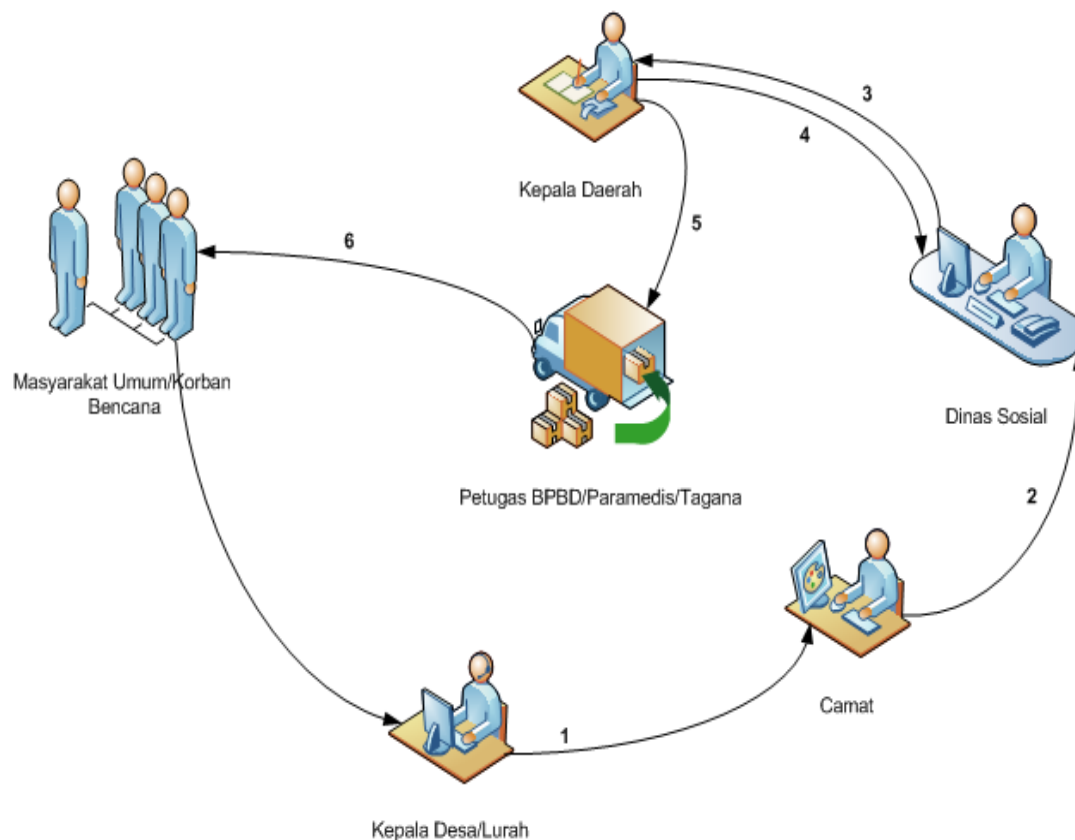 3
4
Kepala Daerah
5
6
Masyarakat Umum/Korban
Bencana
Dinas Sosial
Petugas BPBD/Paramedis/Tagana
2
Camat
1
Kepala Desa/Lurah